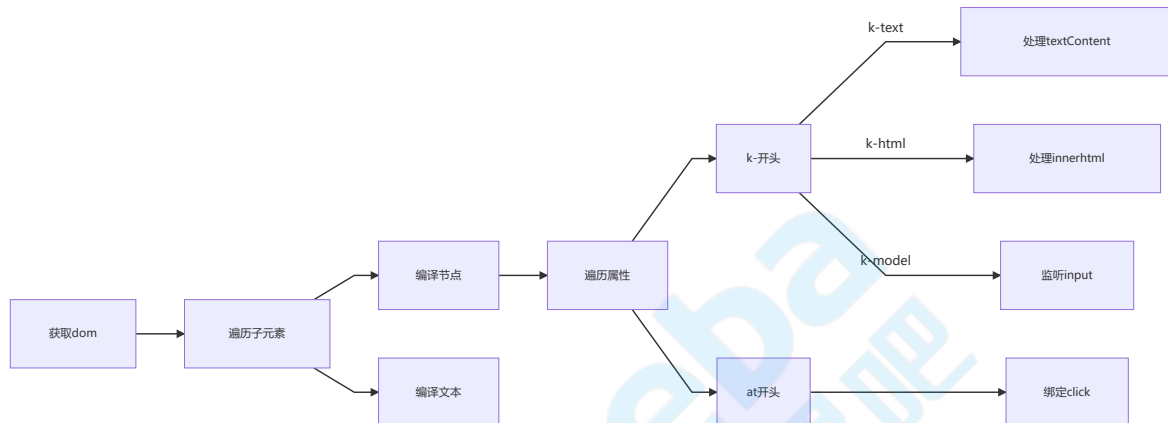 获取dom
遍历子元素
编译节点
编译文本
遍历属性
k-开头
at开头
k-text
k-html
k-model
处理textContent
处理innerhtml
监听input
绑定click
eba
吧